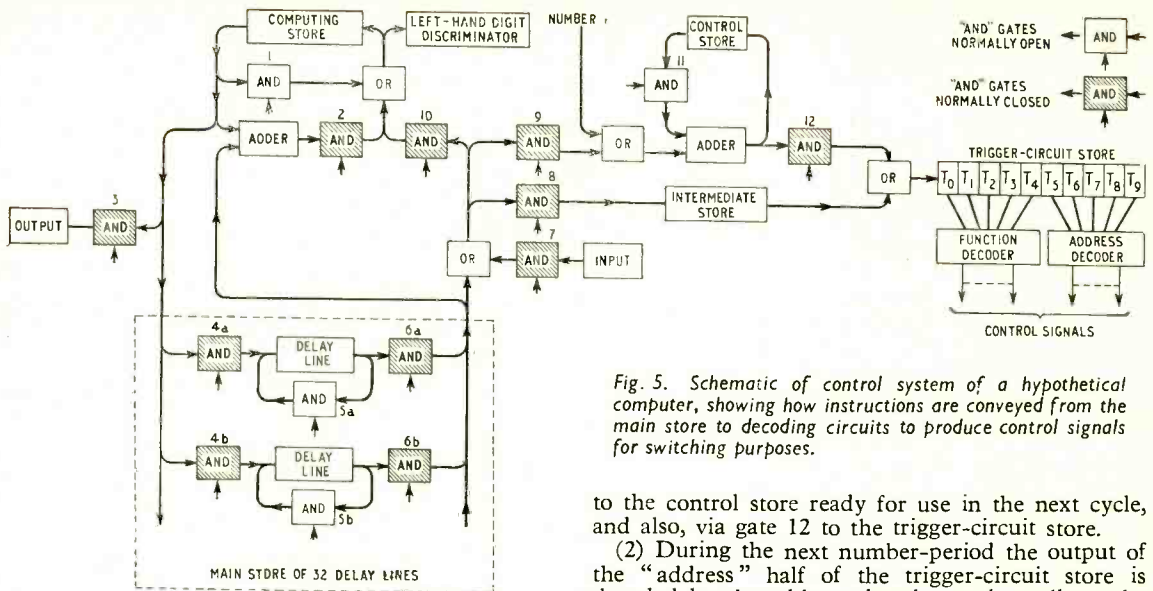 COMPUTING
STORE
LEFT-HAND DIGIT
DISCRIMINATOR
NUMBER
CONTROL
STORE
"AND" GATES
NORMALLY OPEN
AND
1
AND
OR
11
AND
"AND" GATES
NORMALLY CLOSED
AND
ADDER
2
AND
10
AND
9
AND
OR
ADDER
12
AND
TRIGGER-CIRCUIT STORE
OR
T0 T1 T2 T3 T4 T5 T6 T7 T8 T9
8
AND
INTERMEDIATE
STORE
3
OUTPUT
AND
FUNCTION
DECODER
ADDRESS
DECODER
OR
7
AND
INPUT
CONTROL SIGNALS
4a
AND
DELAY
LINE
6a
AND
AND
5a
4b
AND
DELAY
LINE
6b
AND
AND
5b
MAIN STORE OF 32 DELAY LINES
Fig. 5. Schematic of control system of a hypothetical
computer, showing how instructions are conveyed from the
main store to decoding circuits to produce control signals
for switching purposes.
to the control store ready for use in the next cycle,
and also, via gate 12 to the trigger-circuit store.
(2) During the next number-period the output of
the "address" half of the trigger-circuit store is